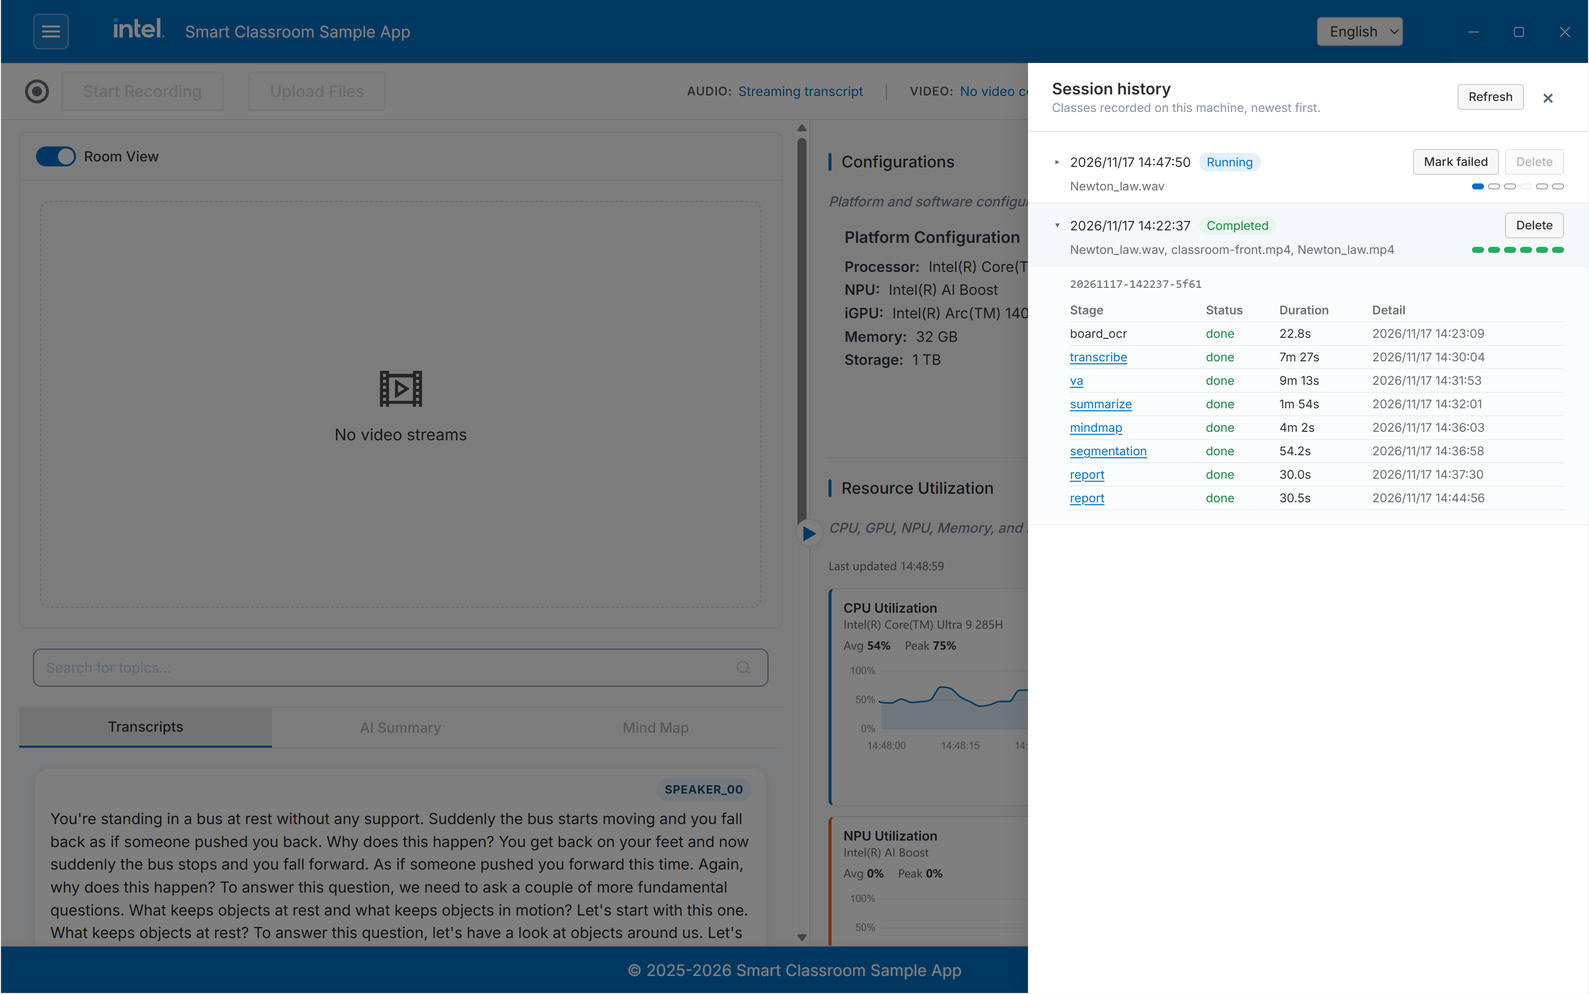 intel. Smart Classroom Sample App English
Start Recording Upload Files AUDIO: Streaming transcript VIDEO: No video
Room View
No video streams
Search for topics...
Transcripts AI Summary Mind Map
SPEAKER_00
You're standing in a bus at rest without any support. Suddenly the bus starts moving and you fall
back as if someone pushed you back. Why does this happen? You get back on your feet and now
suddenly the bus stops and you fall forward. As if someone pushed you forward this time. Again,
why does this happen? To answer this question, we need to ask a couple of more fundamental
questions. What keeps objects at rest and what keeps objects in motion? Let's start with this one.
What keeps objects at rest? To answer this question, let's have a look at objects around us. Let's
Configurations
Platform and software
Platform Configuration
Processor: Intel(R)
NPU: Intel(R) AI Boost
iGPU: Intel(R) Arc(TM)
Memory: 32 GB
Storage: 1 TB
Resource Utilization
CPU, GPU, NPU, Memory, and
Last updated 14:48:59
CPU Utilization
Intel(R) Core(TM) Ultra 9 285H
Avg 54% Peak 75%
100%
50%
0%
14:48:00 14:48:15
NPU Utilization
Intel(R) AI Boost
Avg 0% Peak 0%
100%
50%
Session history
Classes recorded on this machine, newest first.
Refresh
2026/11/17 14:47:50 Running Mark failed Delete
Newton_law.wav
2026/11/17 14:22:37 Completed Delete
Newton_law.wav, classroom-front.mp4, Newton_law.mp4
20261117-142237-5f61
Stage Status Duration Detail
board_ocr done 22.8s 2026/11/17 14:23:09
transcribe done 7m 27s 2026/11/17 14:30:04
va done 9m 13s 2026/11/17 14:31:53
summarize done 1m 54s 2026/11/17 14:32:01
mindmap done 4m 2s 2026/11/17 14:36:03
segmentation done 54.2s 2026/11/17 14:36:58
report done 30.0s 2026/11/17 14:37:30
report done 30.5s 2026/11/17 14:44:56
© 2025-2026 Smart Classroom Sample App